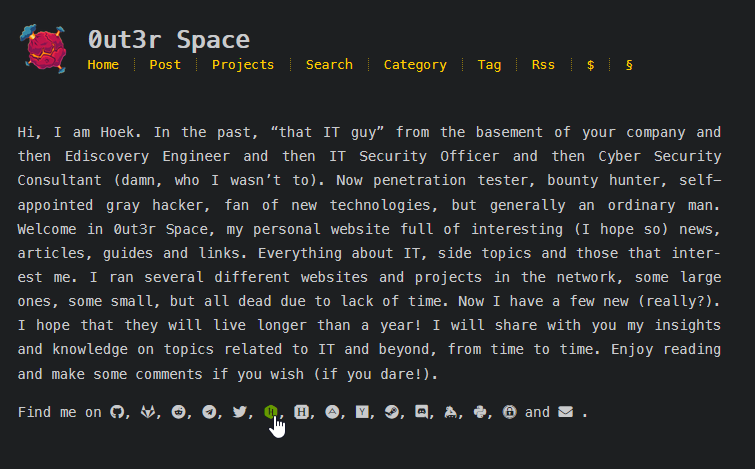 0ut3r Space
Home Post Projects Search Category Tag Rss $ §
Hi, I am Hoek. In the past, “that IT guy” from the basement of your company and
then Ediscovery Engineer and then IT Security Officer and then Cyber Security
Consultant (damn, who I wasn’t to). Now penetration tester, bounty hunter, self-
appointed gray hacker, fan of new technologies, but generally an ordinary man.
Welcome in 0ut3r Space, my personal website full of interesting (I hope so) news,
articles, guides and links. Everything about IT, side topics and those that inter-
est me. I ran several different websites and projects in the network, some large
ones, some small, but all dead due to lack of time. Now I have a few new (really?).
I hope that they will live longer than a year! I will share with you my insights
and knowledge on topics related to IT and beyond, from time to time. Enjoy reading
and make some comments if you wish (if you dare!).
Find me on , , , , , , H, , Y, , , , , and .